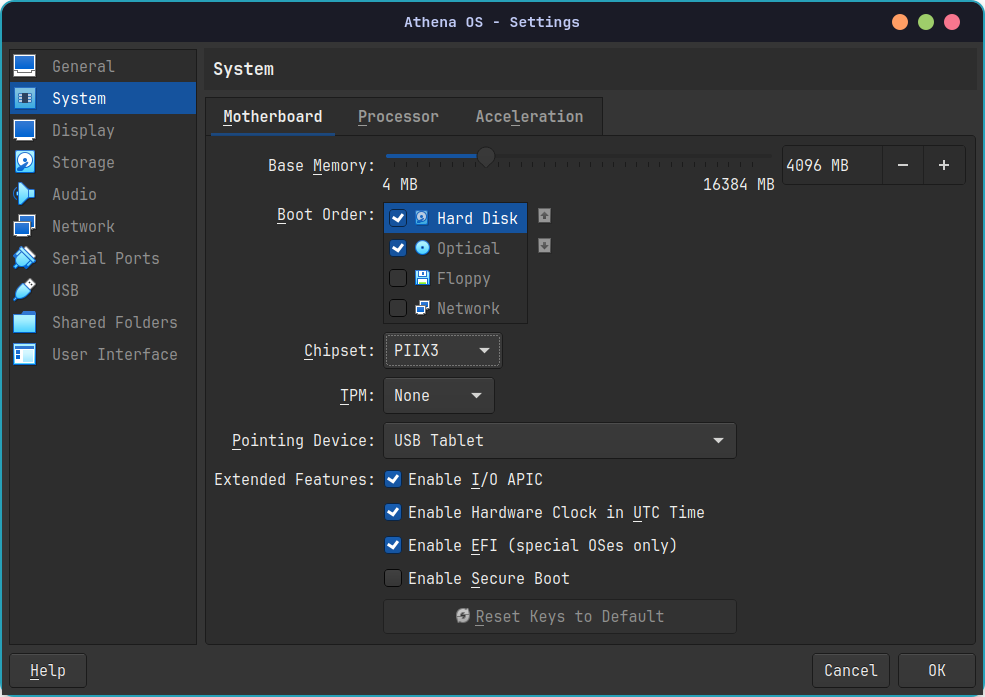 Athena OS - Settings
General
System
Display
Storage
Audio
Network
Serial Ports
USB
Shared Folders
User Interface
System
Motherboard Processor Acceleration
Base Memory: 4096 MB − +
4 MB 16384 MB
Boot Order: Hard Disk
Optical
Floppy
Network
Chipset: PIIX3
TPM: None
Pointing Device: USB Tablet
Extended Features: Enable I/O APIC
Enable Hardware Clock in UTC Time
Enable EFI (special OSes only)
Enable Secure Boot
Reset Keys to Default
Help Cancel OK